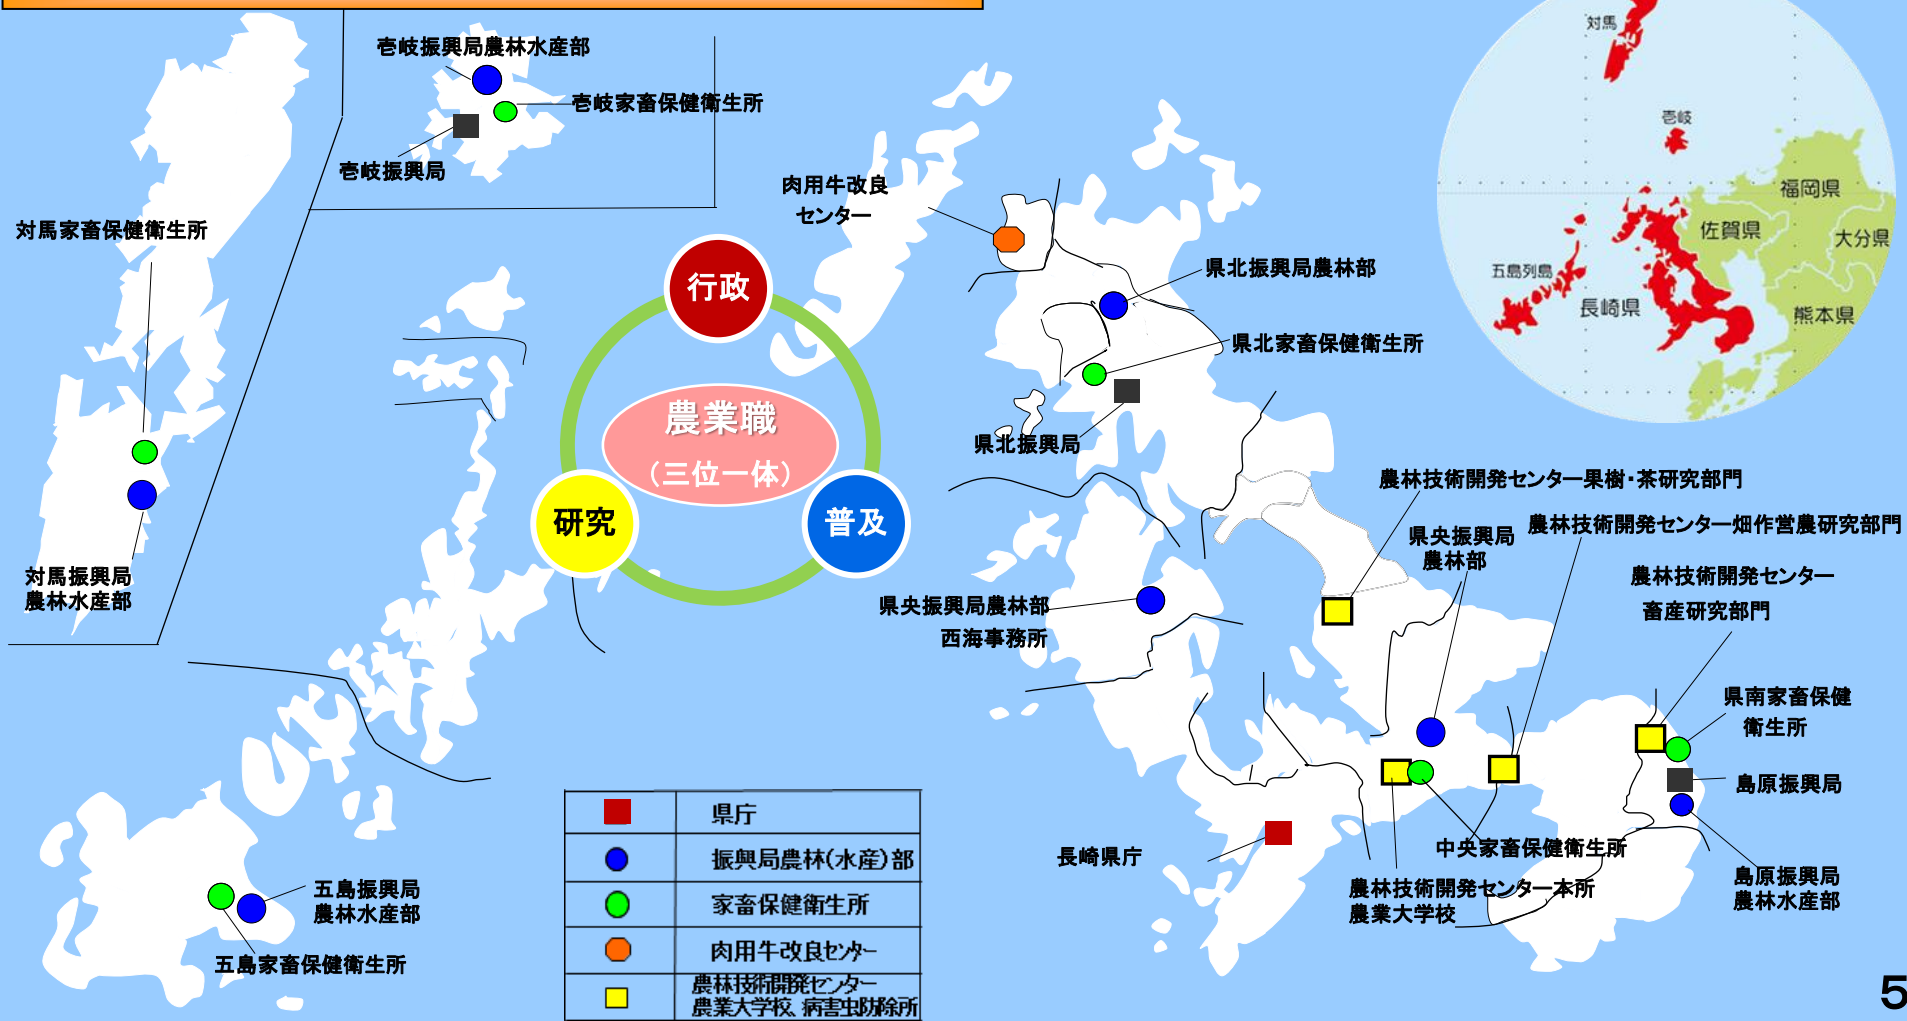 壱岐振興局農林水産部
壱岐家畜保健衛生所
壱岐振興局
対馬家畜保健衛生所
対馬振興局
農林水産部
肉用牛改良
センター
県北振興局農林部
県北家畜保健衛生所
県北振興局
行政
農業職
(三位一体)
研究
普及
対馬
壱岐
福岡県
佐賀県
大分県
五島列島
長崎県
熊本県
農林技術開発センター果樹・茶研究部門
農林技術開発センター畑作営農研究部門
県央振興局
農林部
農林技術開発センター
畜産研究部門
県央振興局農林部
西海事務所
県南家畜保健
衛生所
島原振興局
島原振興局
農林水産部
中央家畜保健衛生所
農林技術開発センター本所
農業大学校
長崎県庁
五島振興局
農林水産部
五島家畜保健衛生所
県庁
振興局農林(水産)部
家畜保健衛生所
肉用牛改良センター
農林技術開発センター
農業大学校、病害虫防除所
5